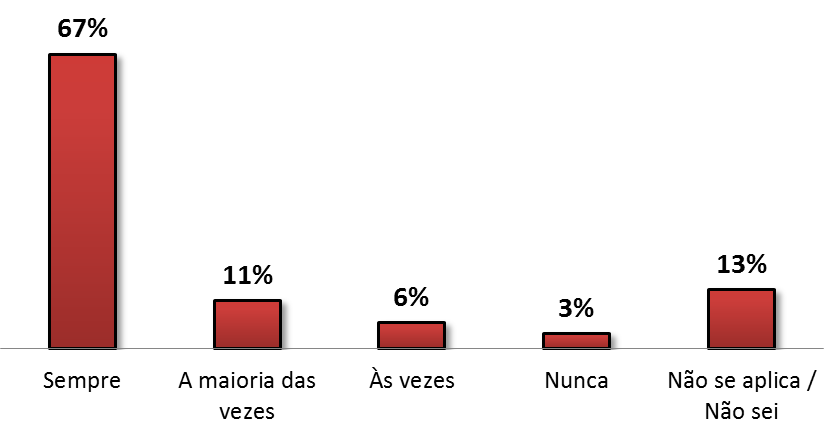 67%
11%
6%
3%
13%
Sempre
A maioria das
vezes
Às vezes
Nunca
Não se aplica /
Não sei